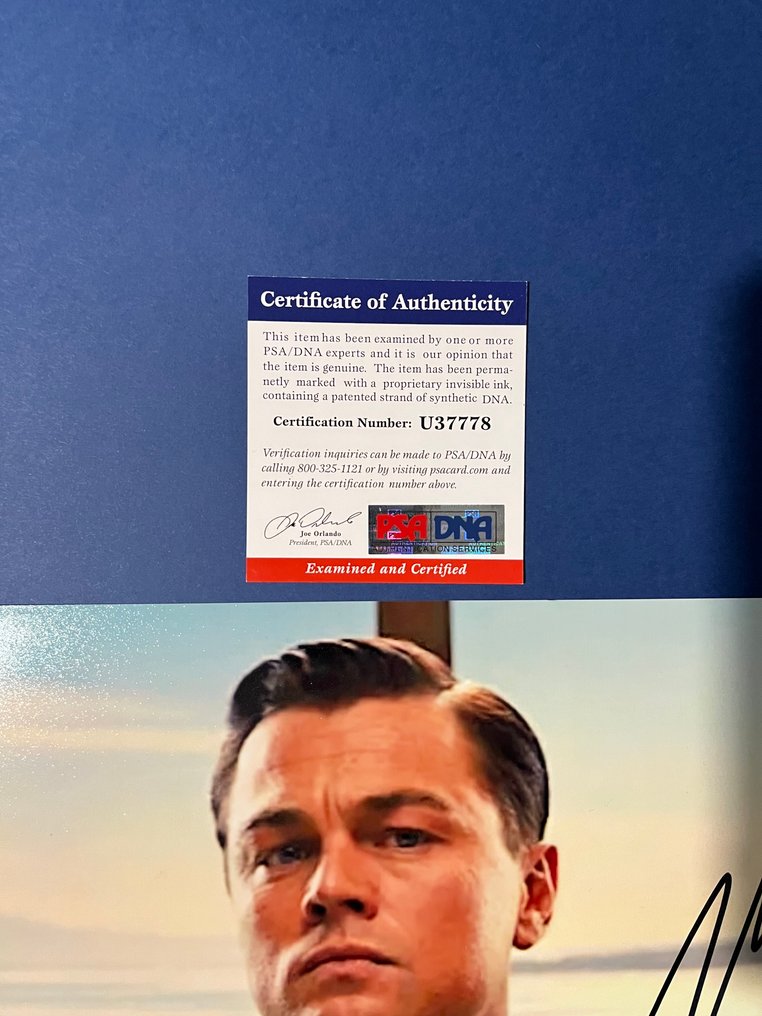 Certificate of Authenticity
This item has been examined by one or more
PSA/DNA experts and it is our opinion that
the item is genuine. The item has been perma-
netly marked with a proprietary invisible ink,
containing a patented strand of synthetic DNA.
Certification Number: U37778
Verification inquiries can be made to PSA/DNA by
calling 800-325-1121 or by visiting psacard.com and
entering the certification number above.
Joe Orlando
President, PSA/DNA
PSA DNA
AUTHENTICATION SERVICES
Examined and Certified